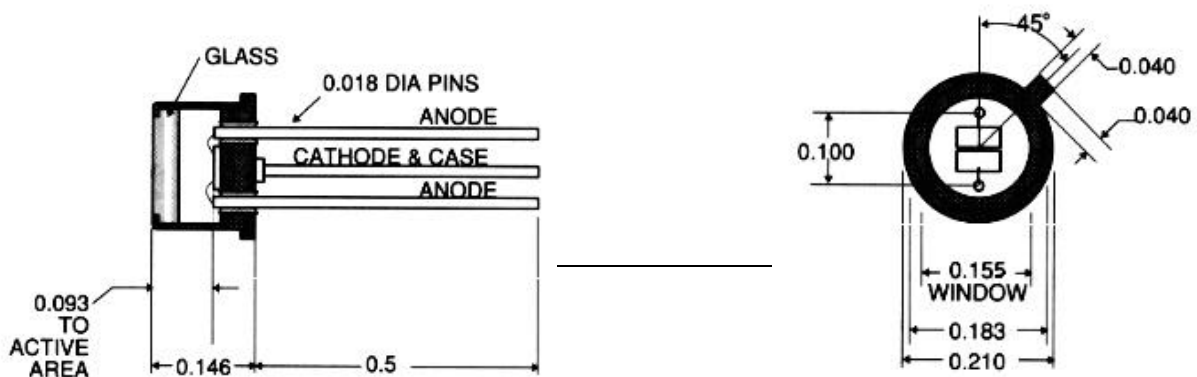 GLASS
0.018 DIA PINS
ANODE
CATHODE & CASE
ANODE
0.093
TO
ACTIVE
AREA
0.146
0.5
45°
0.040
0.040
0.100
0.155
WINDOW
0.183
0.210